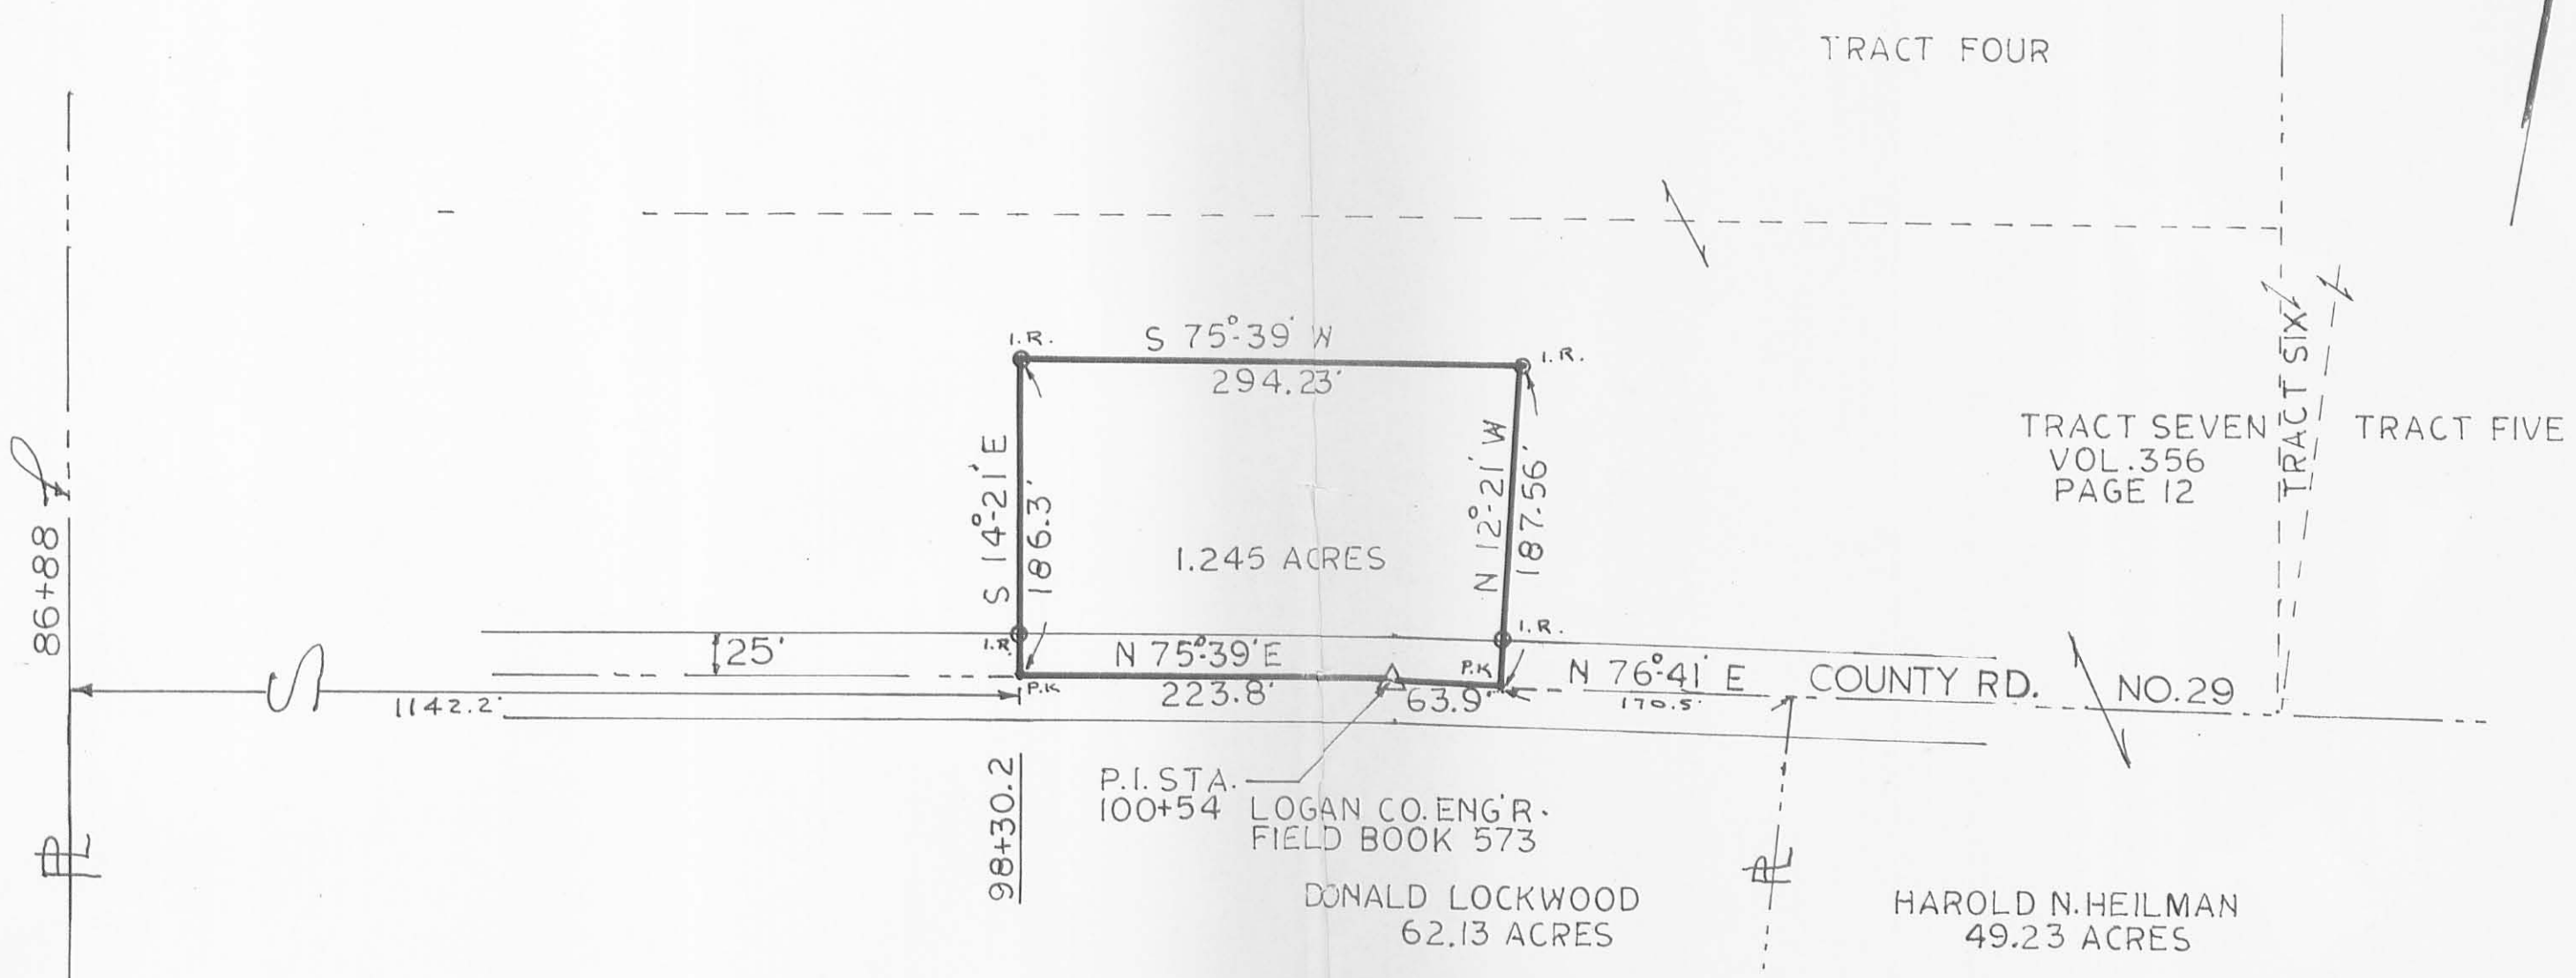 TRACT FOUR
I.R.
S 75°-39' W
I.R.
294.23'
S 14°-21' E
186.3'
N 12°-21' W
187.56'
1.245 ACRES
TRACT SEVEN
VOL.356
PAGE 12
TRACT SIX
TRACT FIVE
86+88
25'
I.R.
N 75°-39' E
I.R.
P.K
P.K
N 76°-41' E
COUNTY RD.
NO.29
1142.2'
223.8'
63.9'
170.5'
98+30.2
P.I.STA.
100+54 LOGAN CO.ENG'R.
FIELD BOOK 573
PL
PL
DONALD LOCKWOOD
62.13 ACRES
HAROLD N.HEILMAN
49.23 ACRES